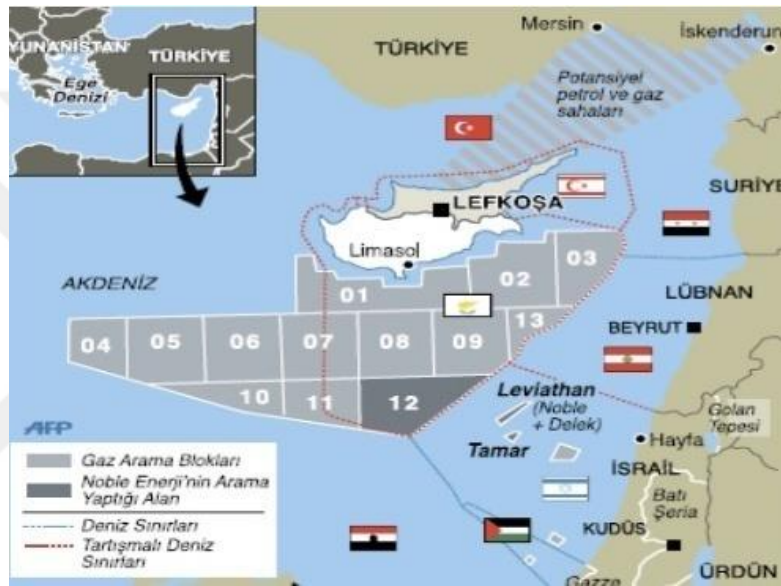 YUNANİSTAN
TÜRKİYE
Ege
Denizi
Mersin
İskenderun
TÜRKİYE
Potansiyel
petrol ve gaz
sahaları
SURİYE
LEFKOŞA
Limasol
AKDENİZ
LÜBNAN
BEYRUT
01
02
03
04
05
06
07
08
09
13
10
11
12
Leviathan
(Noble
+ Delek)
Tamar
Golan
Tepesi
Hayfa
İSRAİL
Batı
Şeria
KUDÜS
Gazze
ÜRDÜN
AFP
Gaz Arama Blokları
Noble Enerji'nin Arama
Yaptığı Alan
Deniz Sınırları
Tartışmalı Deniz
Sınırları